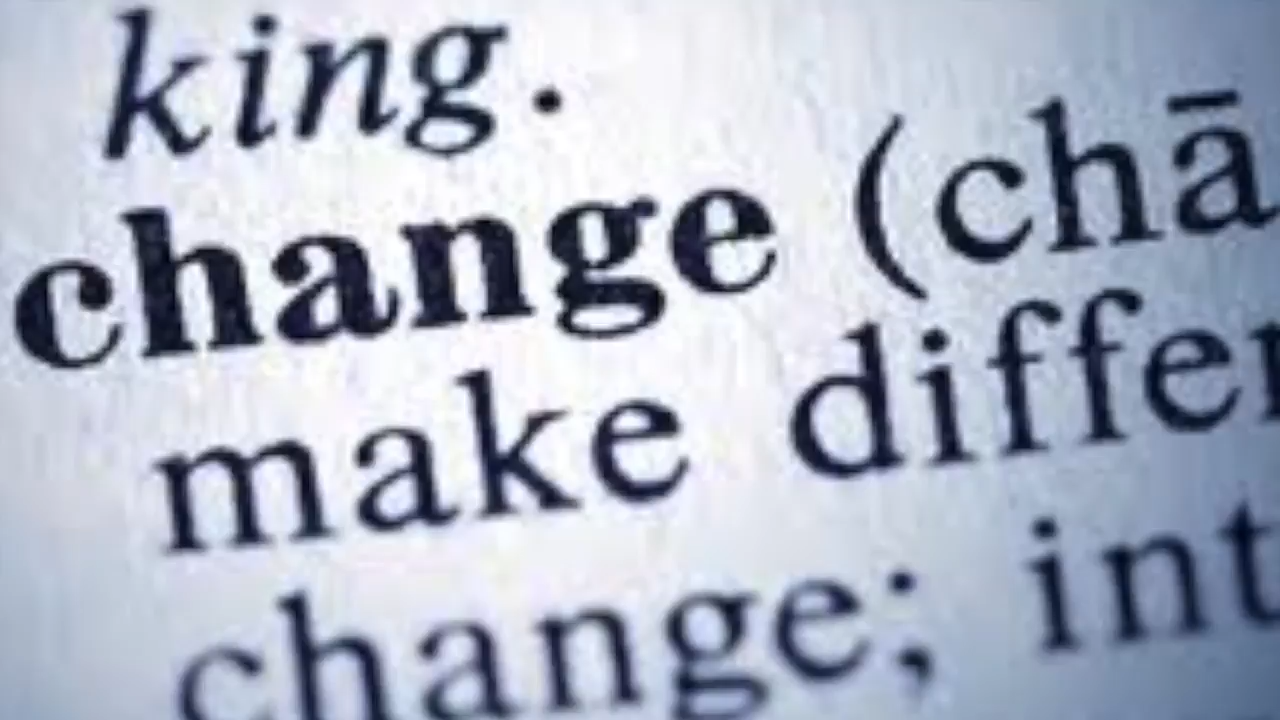 king.
change (chā
make differ
change; int